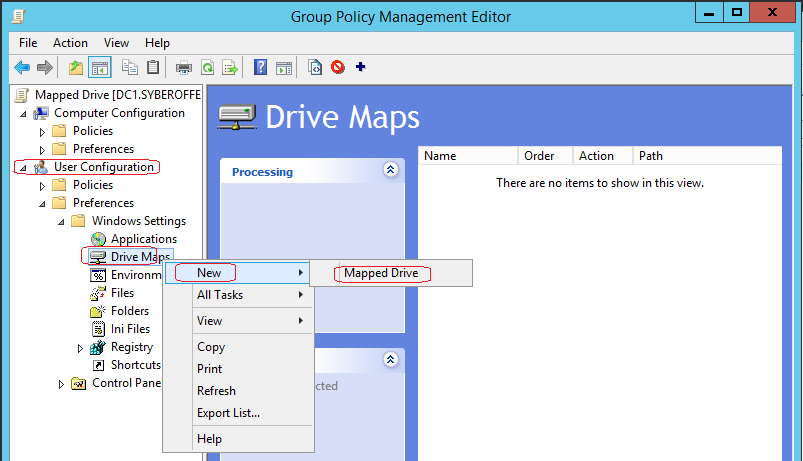 Group Policy Management Editor
File Action View Help
Mapped Drive [DC1.SYBEROFFE
Computer Configuration
Policies
Preferences
User Configuration
Policies
Preferences
Windows Settings
Applications
Drive Maps
Environm
Files
Folders
Ini Files
Registry
Shortcuts
Control Pane
Drive Maps
Processing
Name Order Action Path
There are no items to show in this view.
New
Mapped Drive
All Tasks
View
Copy
Print
Refresh
Export List...
Help
cted